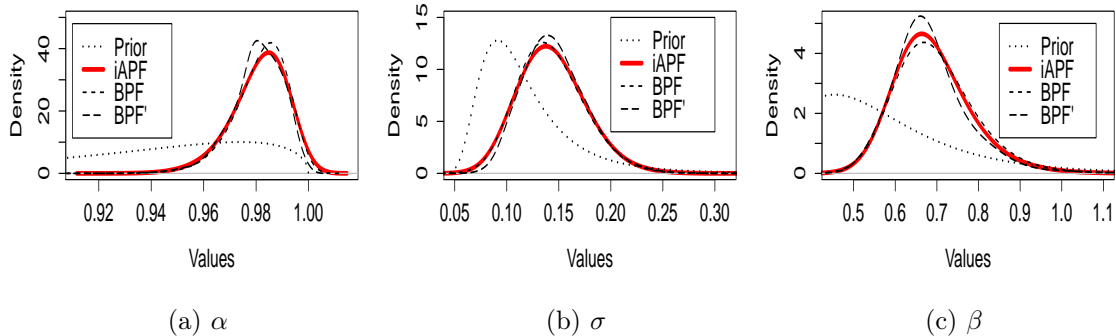 Density
0 20 40
Prior
iAPF
BPF
BPF'
0.92 0.94 0.96 0.98 1.00
Values
(a) α
Density
0 5 10 15
Prior
iAPF
BPF
BPF'
0.05 0.10 0.15 0.20 0.25 0.30
Values
(b) σ
Density
0 2 4
Prior
iAPF
BPF
BPF'
0.5 0.6 0.7 0.8 0.9 1.0 1.1
Values
(c) β